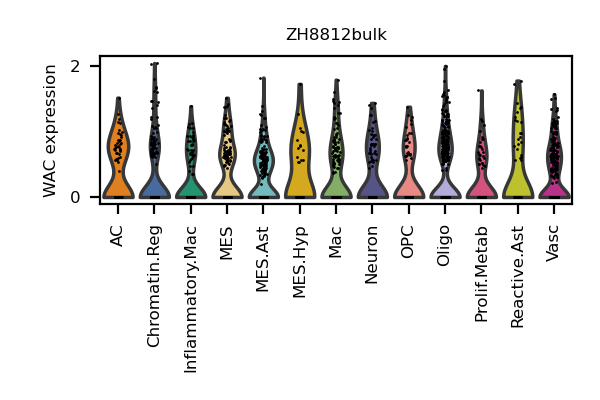 ZH8812bulk
WAC expression
2
0
AC
Chromatin.Reg
Inflammatory.Mac
MES
MES.Ast
MES.Hyp
Mac
Neuron
OPC
Oligo
Prolif.Metab
Reactive.Ast
Vasc